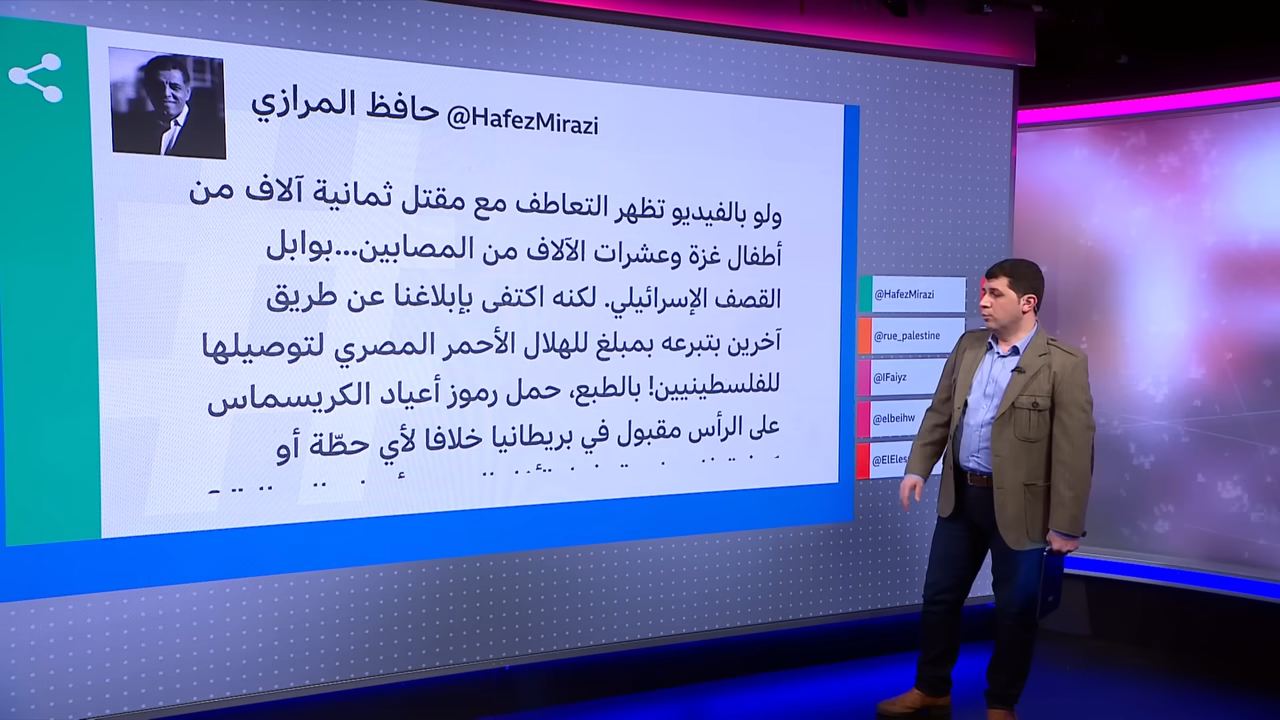 حافظ المرازي @HafezMirazi
ولو بالفيديو تظهر التعاطف مع مقتل ثمانية آلاف من
أطفال غزة وعشرات الآلاف من المصابين...بوابل
القصف الإسرائيلي. لكنه اكتفى بإبلاغنا عن طريق
آخرين بتبرعه بمبلغ للهلال الأحمر المصري لتوصيلها
للفلسطينيين! بالطبع، حمل رموز أعياد الكريسماس
على الرأس مقبول في بريطانيا خلافا لأي حطّة أو
@HafezMirazi
@rue_palestine
@IFaiyz
@elbeihw